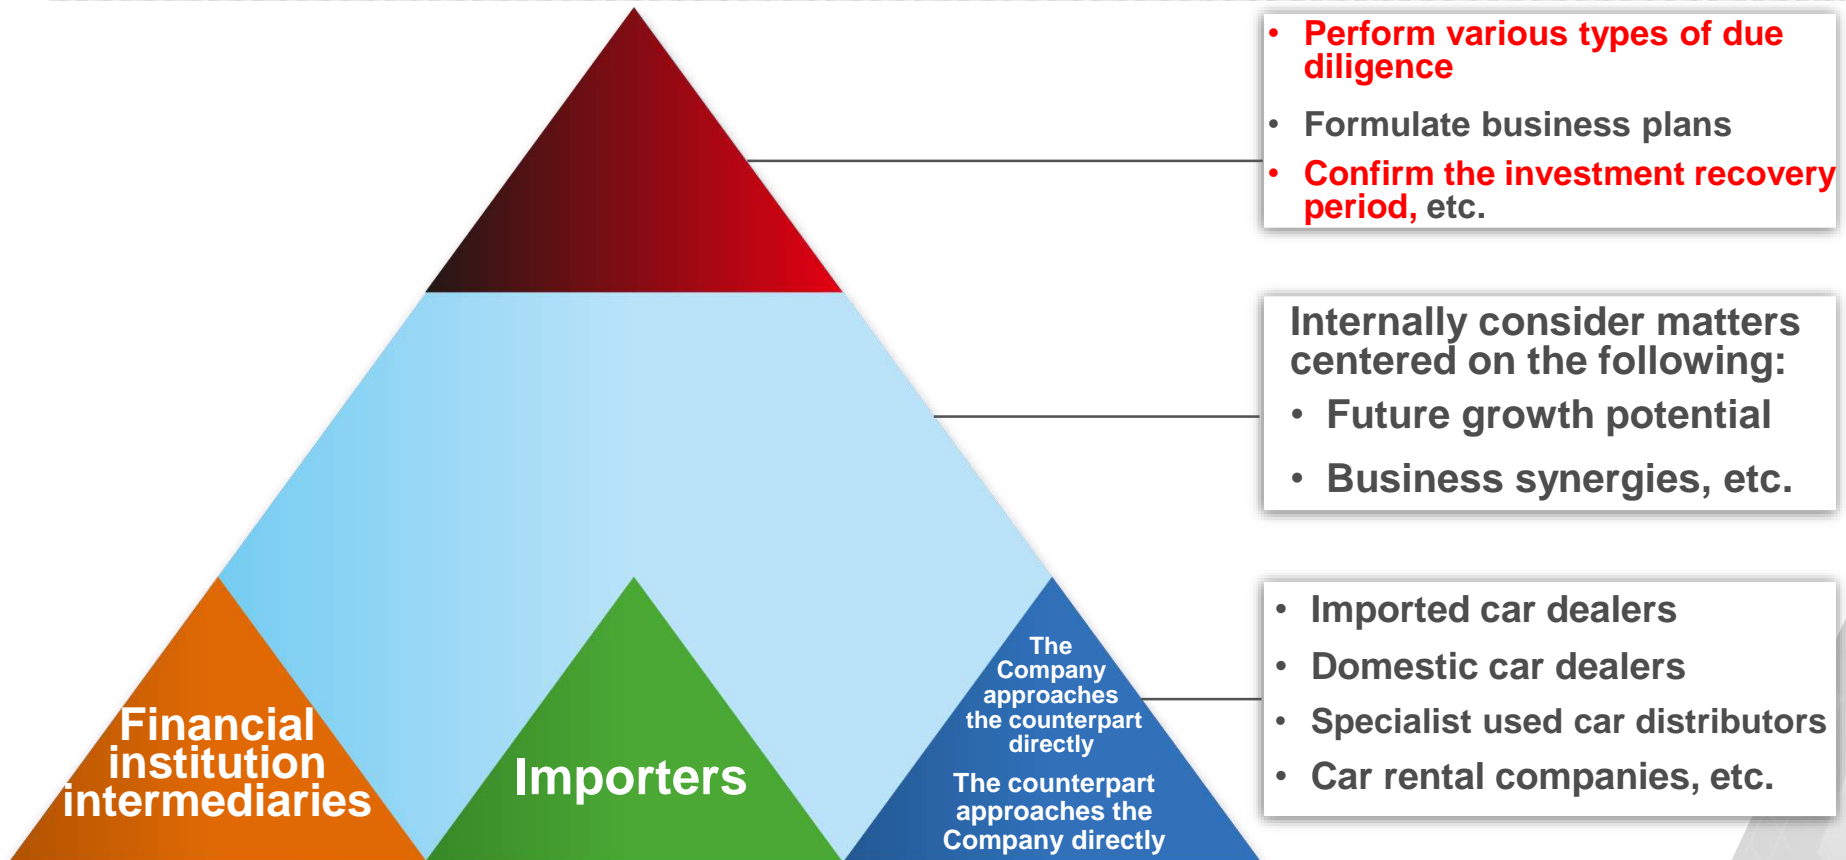 • Perform various types of due
diligence
• Formulate business plans
• Confirm the investment recovery
period, etc.
Internally consider matters
centered on the following:
• Future growth potential
• Business synergies, etc.
Financial
institution
intermediaries
Importers
The
Company
approaches
the counterpart
directly
The counterpart
approaches the
Company directly
• Imported car dealers
• Domestic car dealers
• Specialist used car distributors
• Car rental companies, etc.